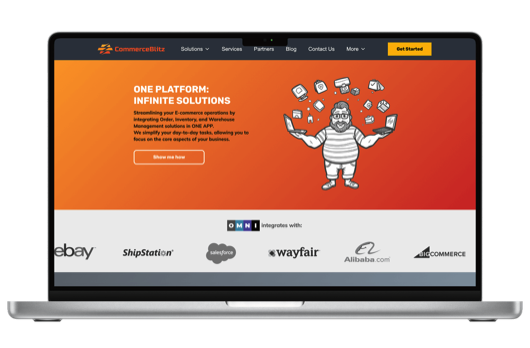 CommerceBlitz
Solutions Services Partners Blog Contact Us More
Get Started
ONE PLATFORM:
INFINITE SOLUTIONS
Streamlining your E-commerce operations by
integrating Order, Inventory, and Warehouse
Management solutions in ONE APP.
We simplify your day-to-day tasks, allowing you to
focus on the core aspects of your business.
Show me how
OMNI integrates with:
ebay
ShipStation
salesforce
wayfair
Alibaba.com
BIGCOMMERCE